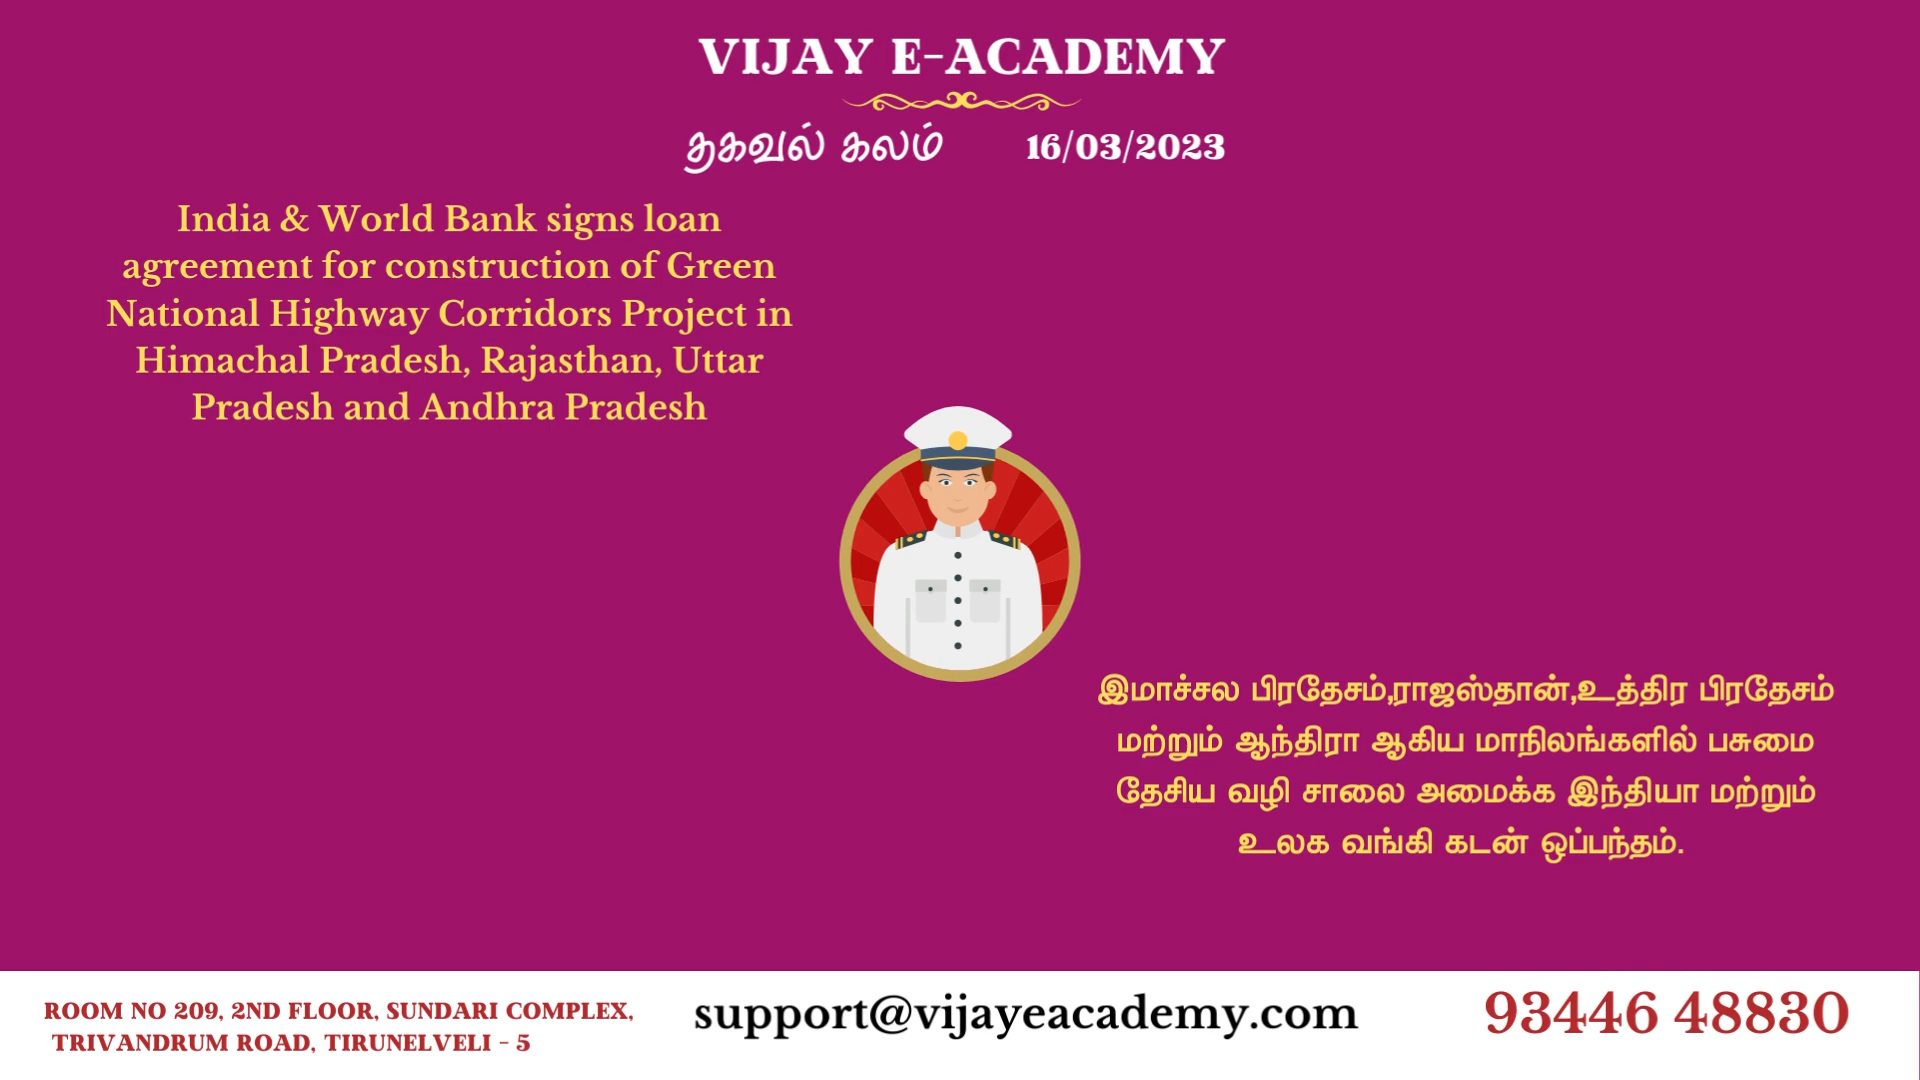 VIJAY E-ACADEMY
தகவல் களம் 16/03/2023
India & World Bank signs loan
agreement for construction of Green
National Highway Corridors Project in
Himachal Pradesh, Rajasthan, Uttar
Pradesh and Andhra Pradesh
இமாச்சல பிரதேசம்,ராஜஸ்தான்,உத்திர பிரதேசம்
மற்றும் ஆந்திரா ஆகிய மாநிலங்களில் பசுமை
தேசிய வழி சாலை அமைக்க இந்தியா மற்றும்
உலக வங்கி கடன் ஒப்பந்தம்.
ROOM NO 209, 2ND FLOOR, SUNDARI COMPLEX,
TRIVANDRUM ROAD, TIRUNELVELI - 5
support@vijayeacademy.com
93446 48830